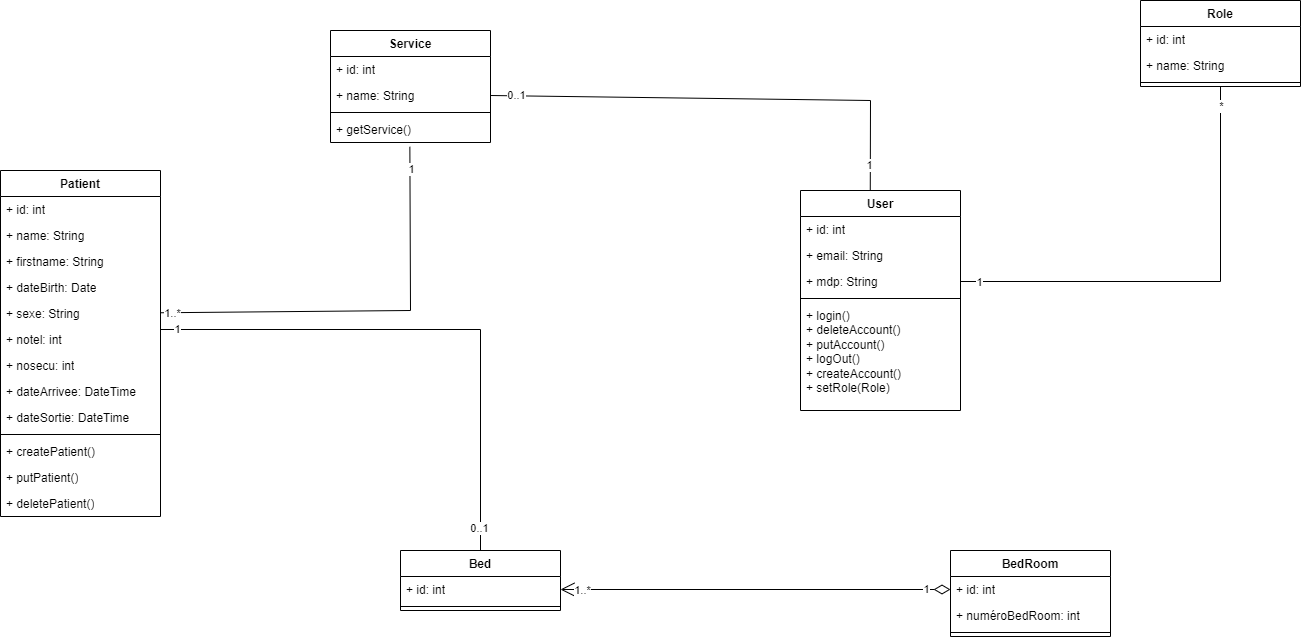 Role
+ id: int
+ name: String
*
Service
+ id: int
+ name: String
+ getService()
0..1
1
1
Patient
+ id: int
+ name: String
+ firstname: String
+ dateBirth: Date
+ sexe: String
+ notel: int
+ nosecu: int
+ dateArrivee: DateTime
+ dateSortie: DateTime
+ createPatient()
+ putPatient()
+ deletePatient()
1..*
1
User
+ id: int
+ email: String
+ mdp: String
+ login()
+ deleteAccount()
+ putAccount()
+ logOut()
+ createAccount()
+ setRole(Role)
1
0..1
Bed
+ id: int
1..*
1
BedRoom
+ id: int
+ numéroBedRoom: int